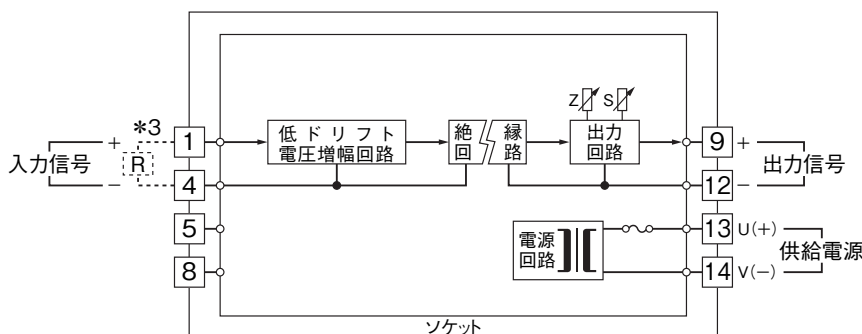 Z S
*3
入力信号
+
−
R
1
4
5
8
低ドリフト
電圧増幅回路
絶縁
回路
出力
回路
電源
回路
9 +
12 −
出力信号
13 U(+)
14 V(−)
供給電源
ソケット